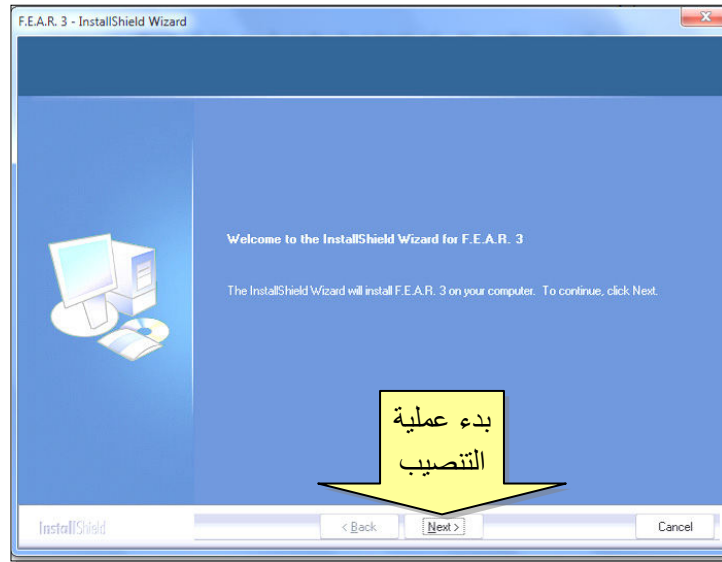 F.E.A.R. 3 - InstallShield Wizard
Welcome to the InstallShield Wizard for F.E.A.R. 3
The InstallShield Wizard will install F.E.A.R. 3 on your computer. To continue, click Next.
بدء عملية
التنصيب
InstallShield
< Back
Next >
Cancel